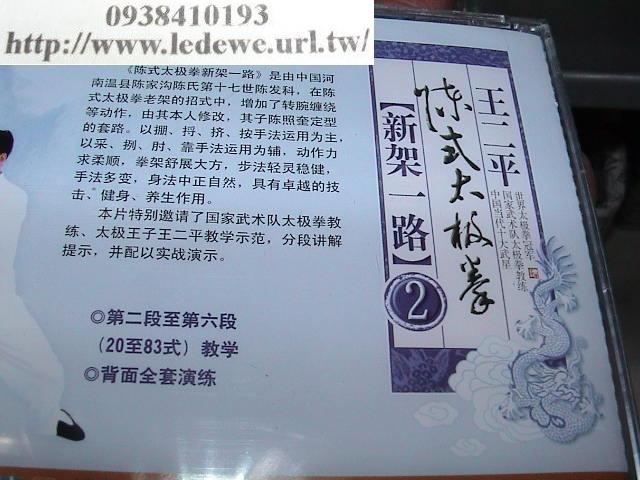 0938410193
http://www.ledewe.url.tw/
《陈式太极拳新架一路》是由中国河
南温县陈家沟陈氏第十七世陈发科，在陈
式太极拳老架的招式中，增加了转腕缠绕
等动作，由其本人修改，其子陈照奎定型
的套路。以掤、捋、挤、按手法运用为主，
以采、挒、肘、靠手法运用为辅，动作力
求柔顺，拳架舒展大方，步法轻灵稳健，
手法多变，身法中正自然，具有卓越的技
击、健身、养生作用。
本片特别邀请了国家武术队太极拳教
练、太极王子王二平教学示范，分段讲解
提示，并配以实战演示。
◎第二段至第六段
（20至83式）教学
◎背面全套演练
王二平
世界太极拳冠军
国家武术队太极拳教练
中国当代十大武星
陈式太极拳
【新架一路】
2